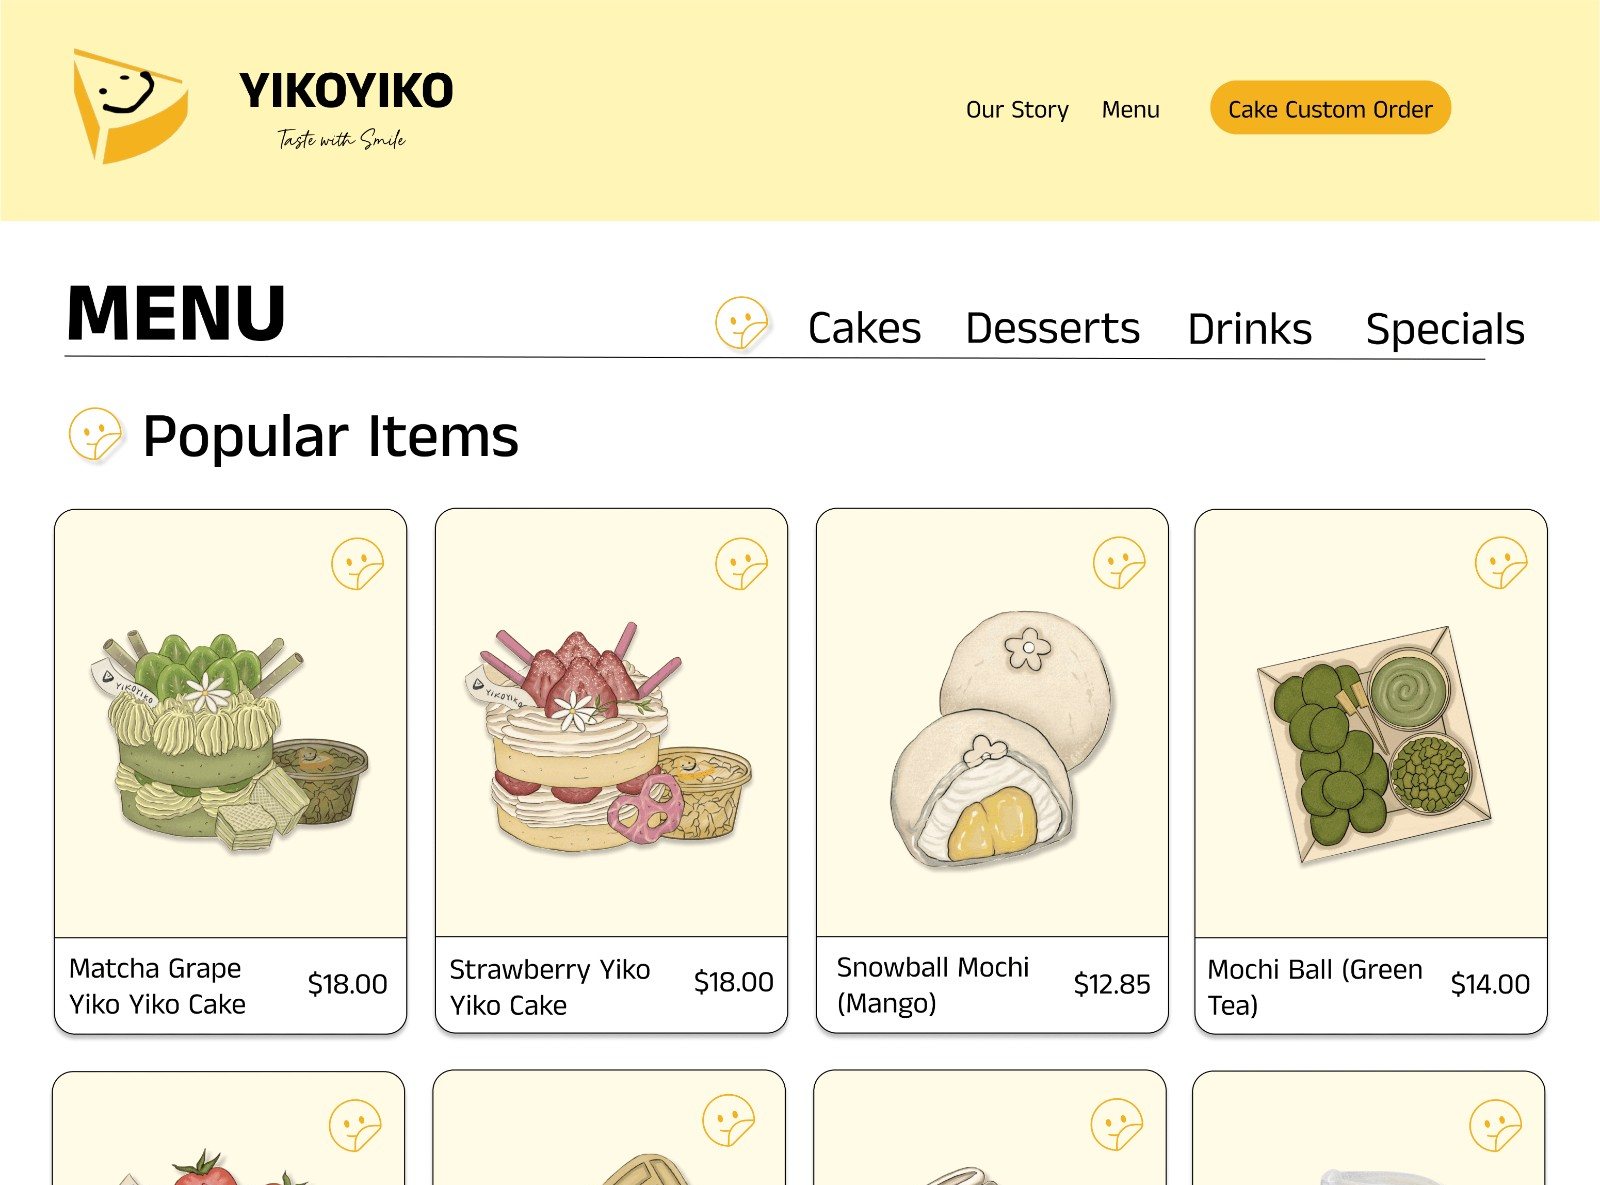 YIKOYIKO
Taste with Smile
Our Story Menu Cake Custom Order
MENU
Cakes Desserts Drinks Specials
Popular Items
YIKOYIKO
YIKOYIKO
Matcha Grape
Yiko Yiko Cake
$18.00
Strawberry Yiko
Yiko Cake
$18.00
Snowball Mochi
(Mango)
$12.85
Mochi Ball (Green
Tea)
$14.00